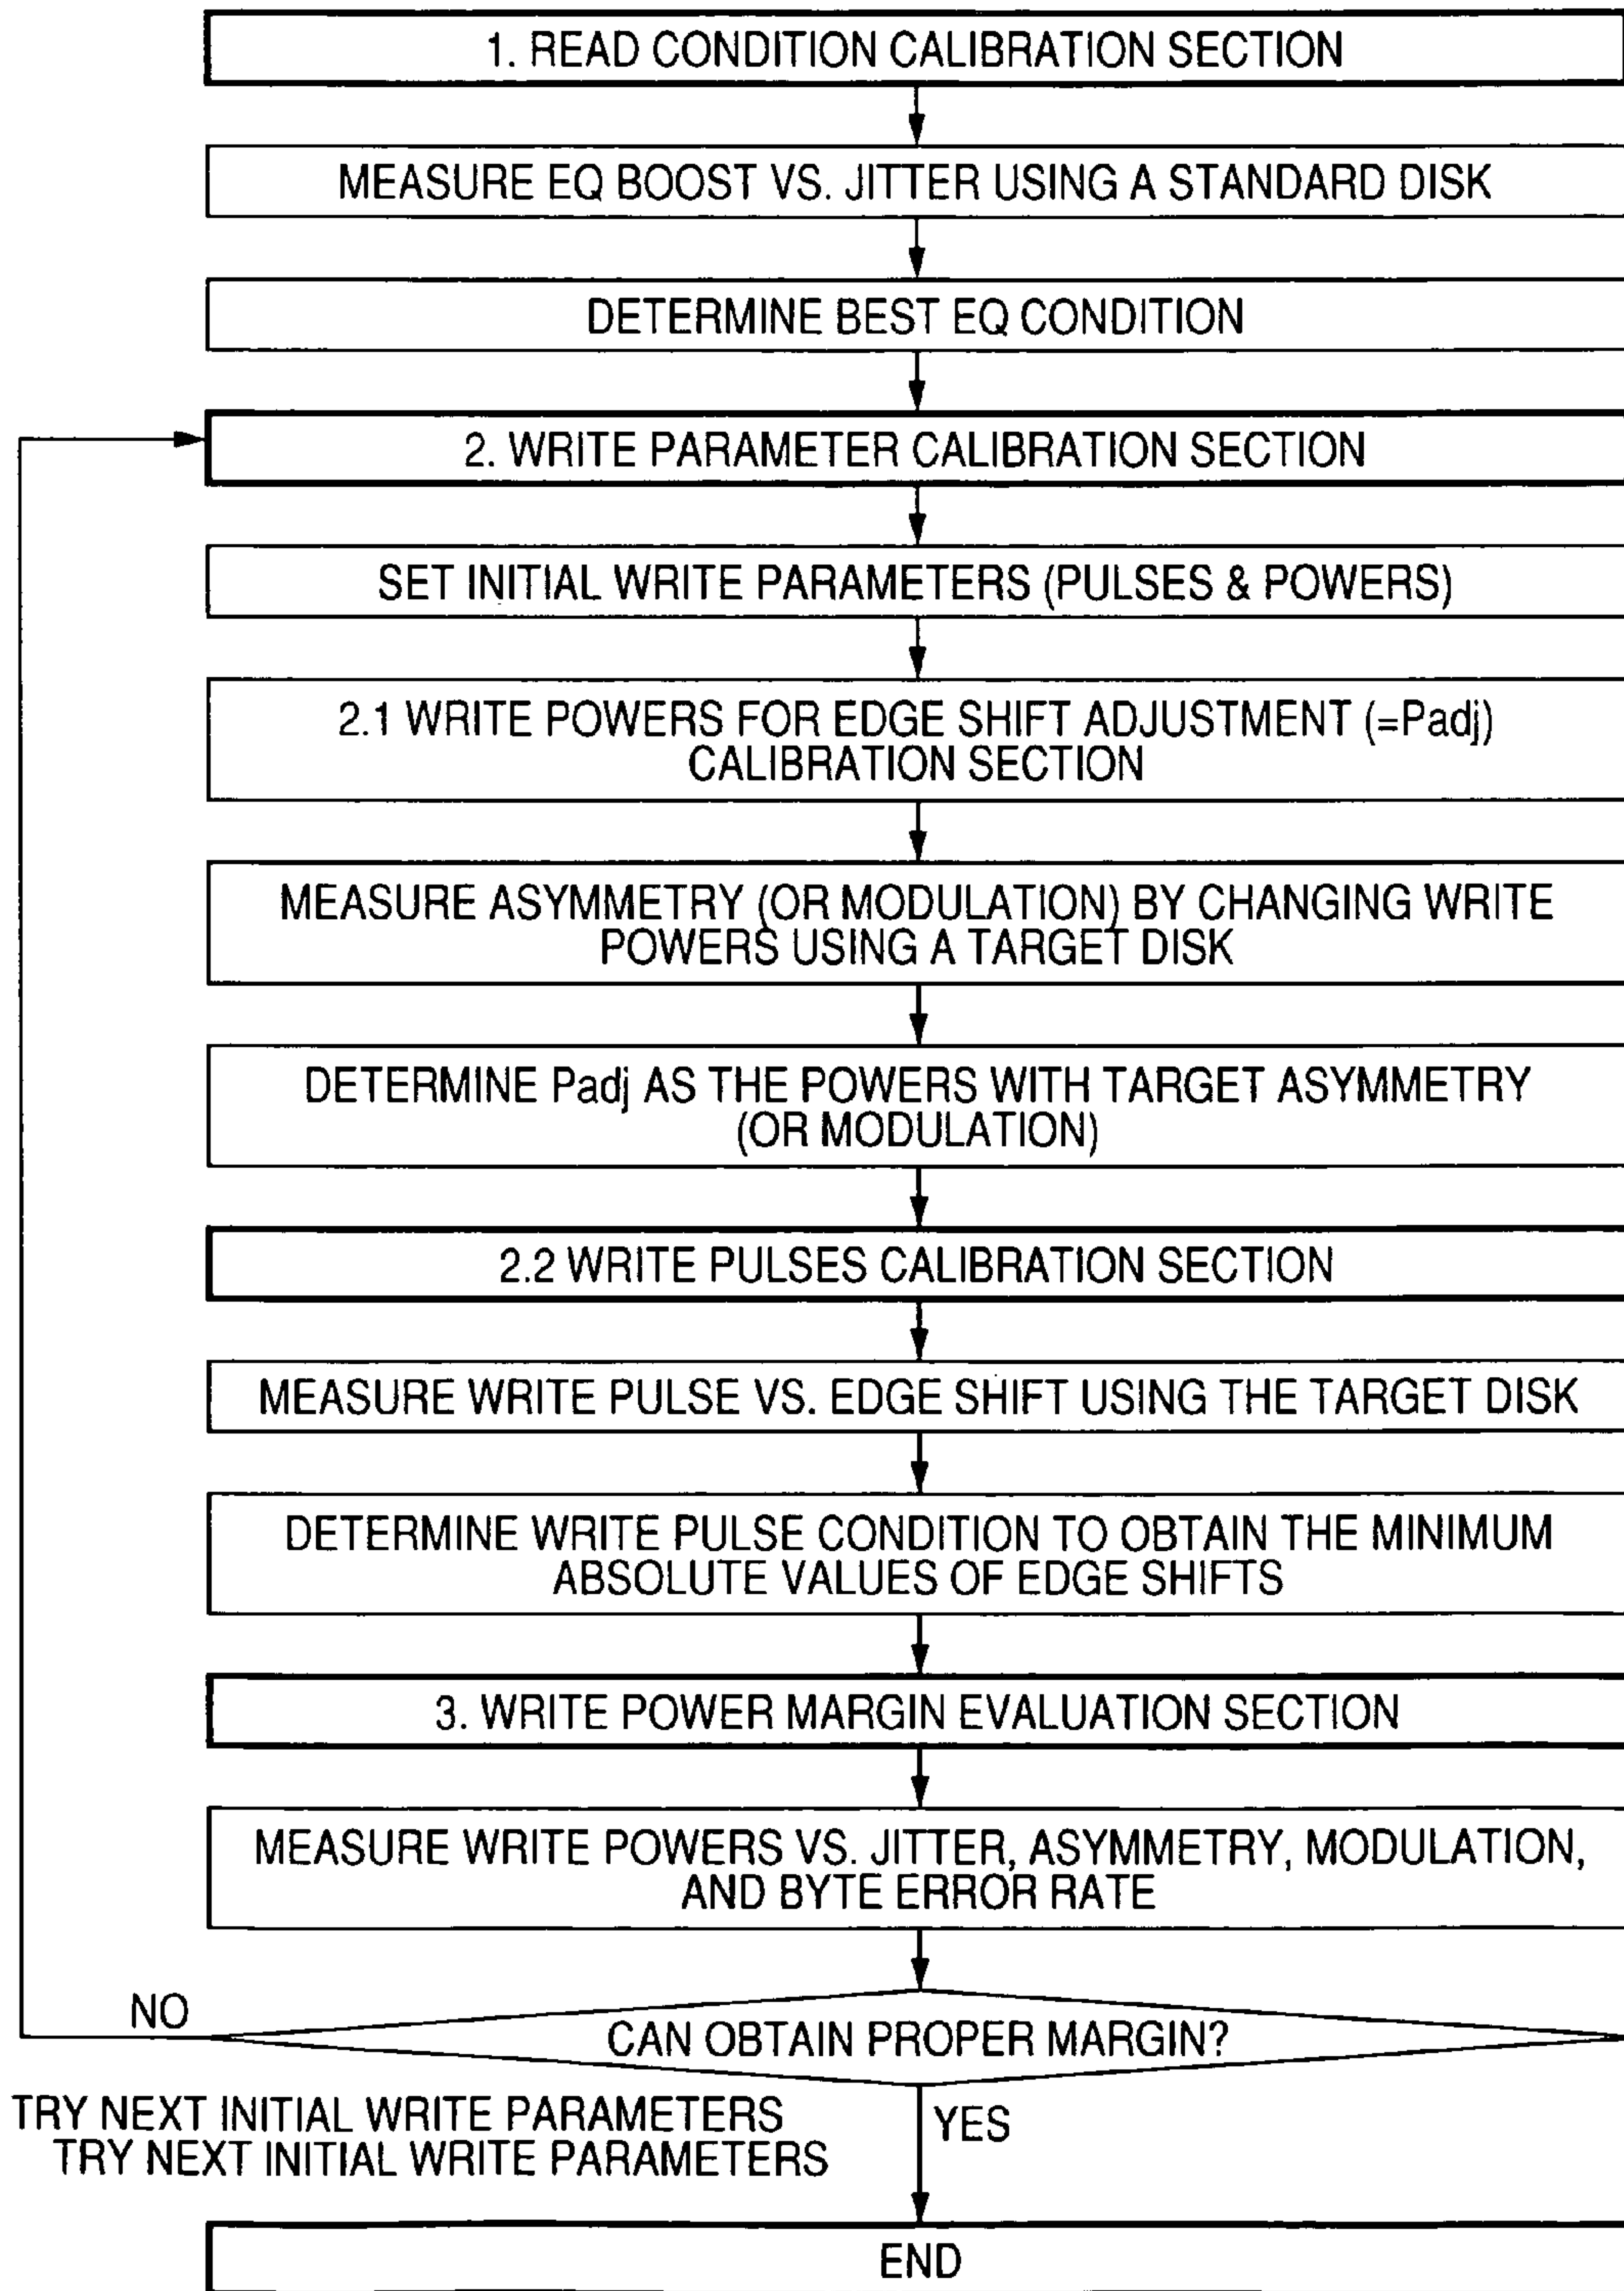 1. READ CONDITION CALIBRATION SECTION
MEASURE EQ BOOST VS. JITTER USING A STANDARD DISK
DETERMINE BEST EQ CONDITION
2. WRITE PARAMETER CALIBRATION SECTION
SET INITIAL WRITE PARAMETERS (PULSES & POWERS)
2.1 WRITE POWERS FOR EDGE SHIFT ADJUSTMENT (=Padj)
CALIBRATION SECTION
MEASURE ASYMMETRY (OR MODULATION) BY CHANGING WRITE
POWERS USING A TARGET DISK
DETERMINE Padj AS THE POWERS WITH TARGET ASYMMETRY
(OR MODULATION)
2.2 WRITE PULSES CALIBRATION SECTION
MEASURE WRITE PULSE VS. EDGE SHIFT USING THE TARGET DISK
DETERMINE WRITE PULSE CONDITION TO OBTAIN THE MINIMUM
ABSOLUTE VALUES OF EDGE SHIFTS
3. WRITE POWER MARGIN EVALUATION SECTION
MEASURE WRITE POWERS VS. JITTER, ASYMMETRY, MODULATION,
AND BYTE ERROR RATE
NO
CAN OBTAIN PROPER MARGIN?
TRY NEXT INITIAL WRITE PARAMETERS
YES
TRY NEXT INITIAL WRITE PARAMETERS
END